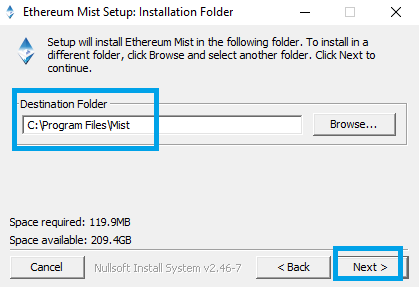 Ethereum Mist Setup: Installation Folder
Setup will install Ethereum Mist in the following folder. To install in a
different folder, click Browse and select another folder. Click Next to
continue.
Destination Folder
C:\Program Files\Mist
Browse...
Space required: 119.9MB
Space available: 209.4GB
Cancel
Nullsoft Install System v2.46-7
< Back
Next >